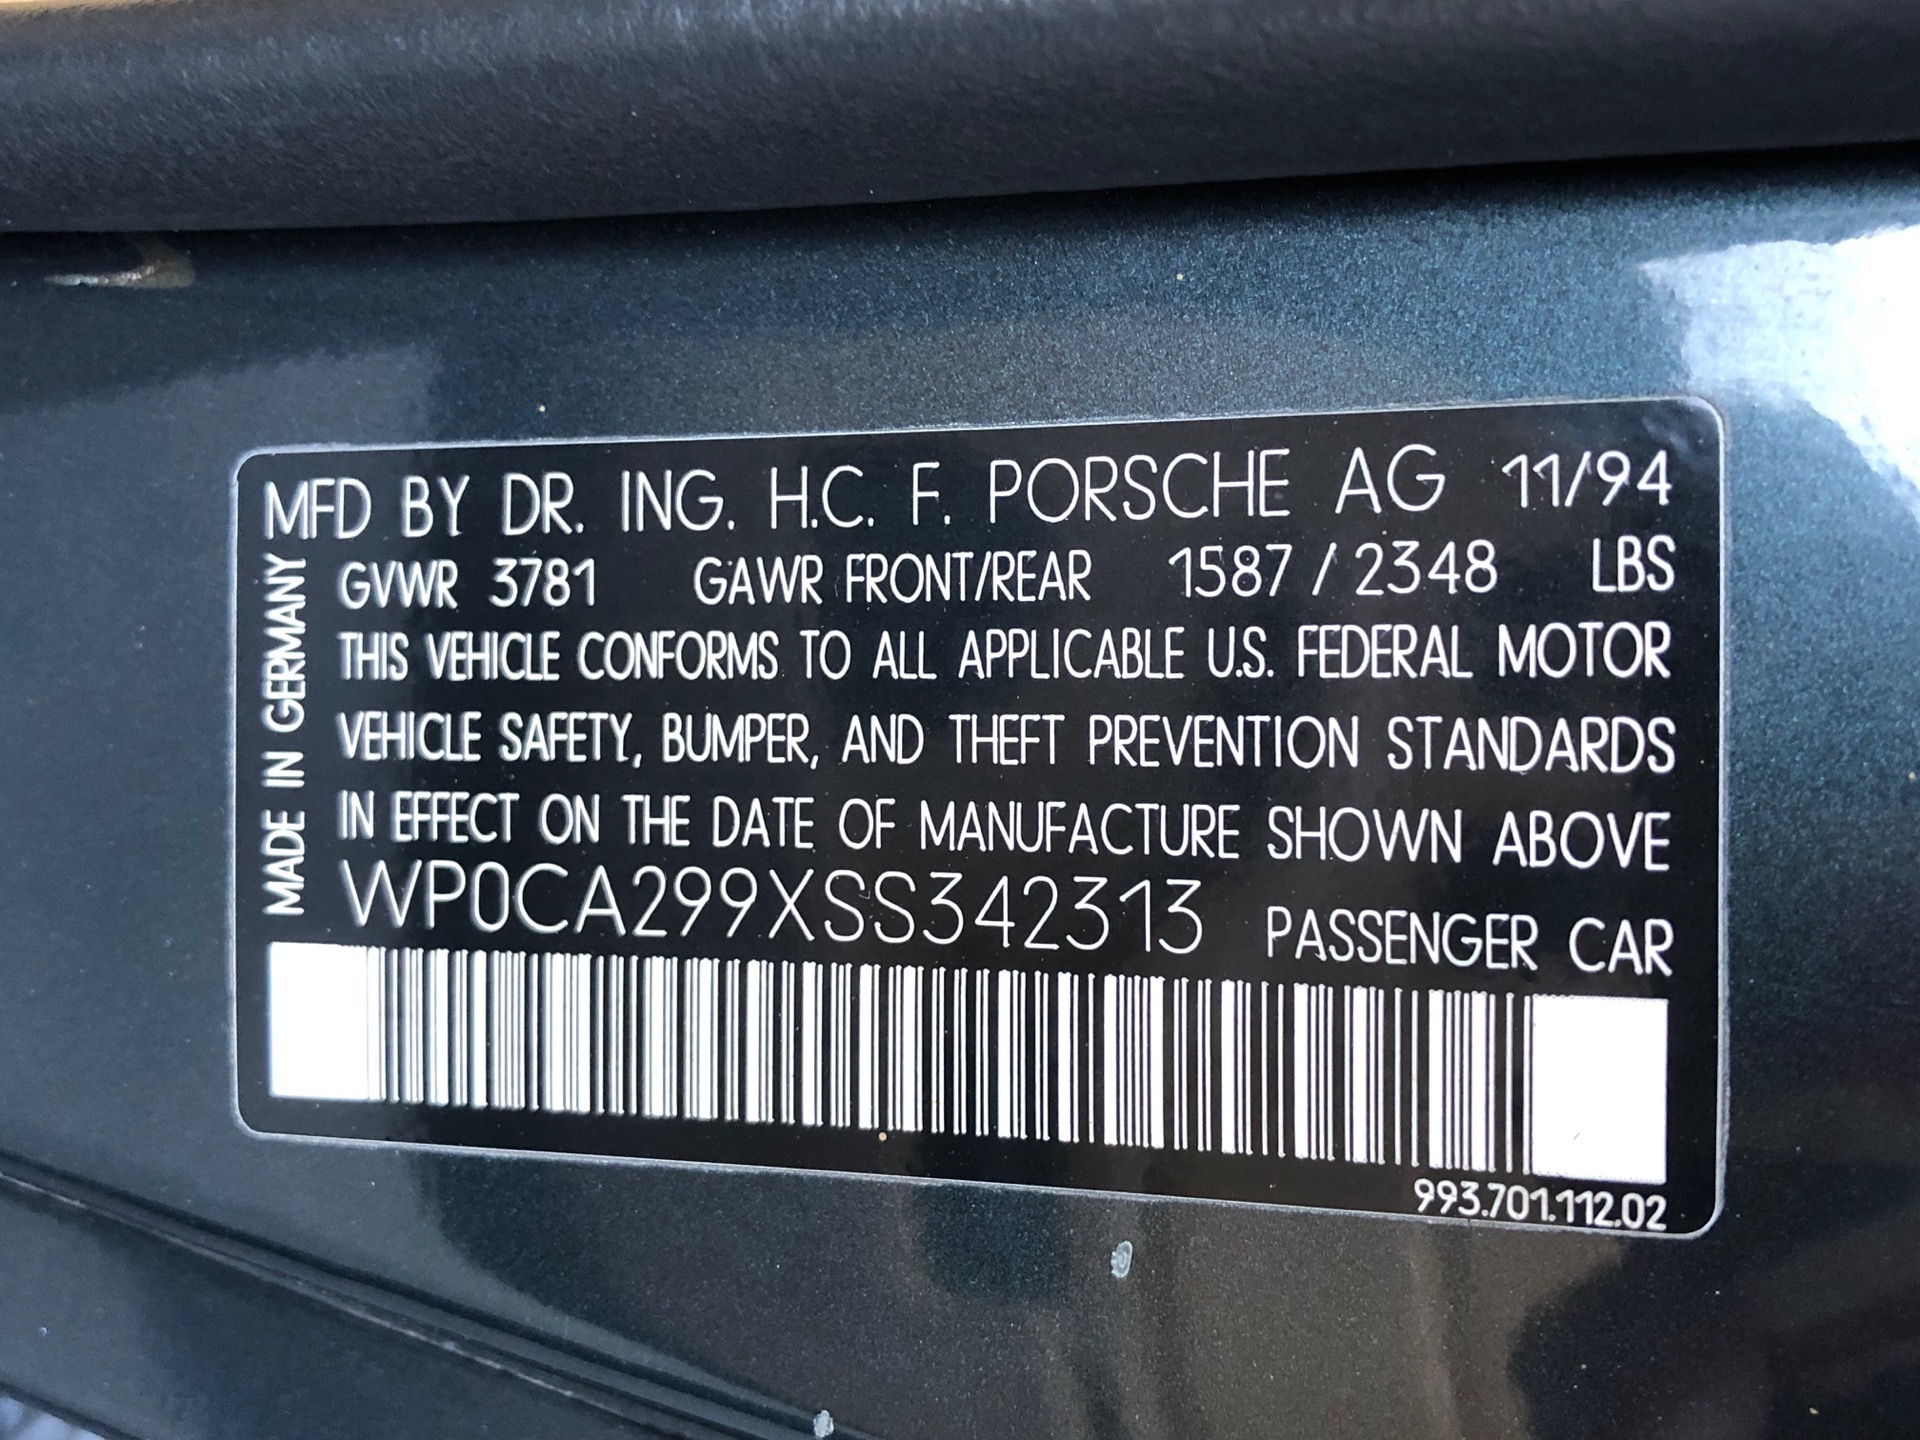 MFD BY DR. ING. H.C. F. PORSCHE AG 11/94
GVWR 3781 GAWR FRONT/REAR 1587 / 2348 LBS
THIS VEHICLE CONFORMS TO ALL APPLICABLE U.S. FEDERAL MOTOR
VEHICLE SAFETY, BUMPER, AND THEFT PREVENTION STANDARDS
IN EFFECT ON THE DATE OF MANUFACTURE SHOWN ABOVE
WP0CA299XSS342313 PASSENGER CAR
MADE IN GERMANY
993.701.112.02